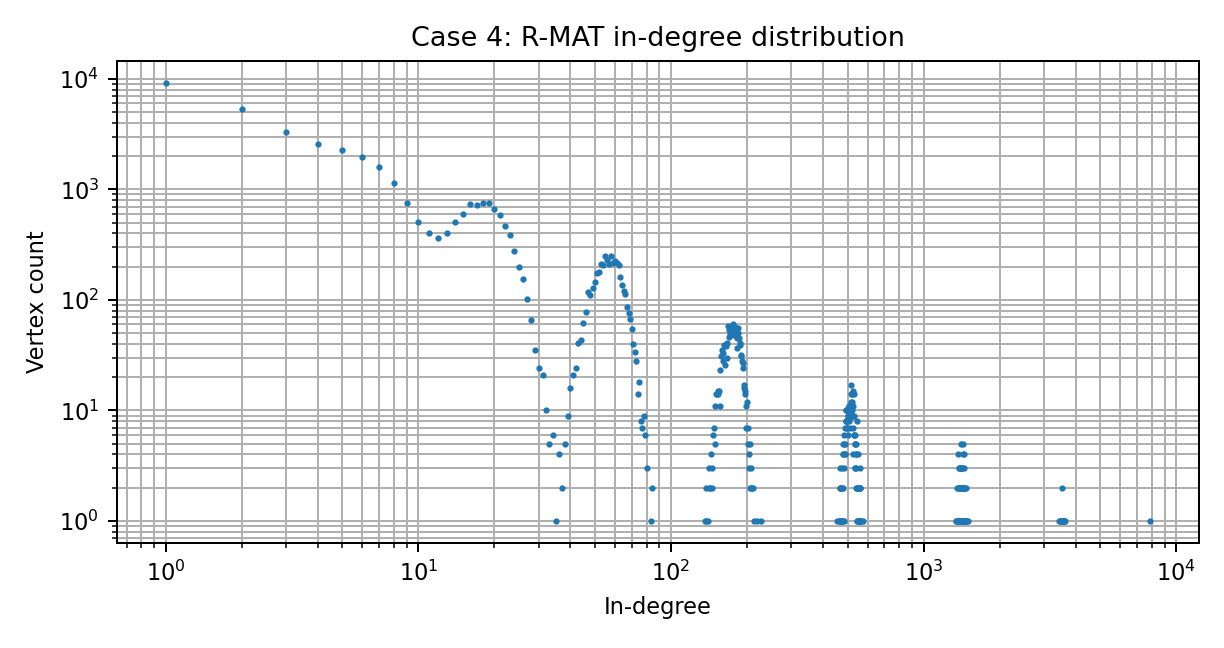 Case 4: R-MAT in-degree distribution
Vertex count
10⁴
10³
10²
10¹
10⁰
10⁰ 10¹ 10² 10³ 10⁴
In-degree